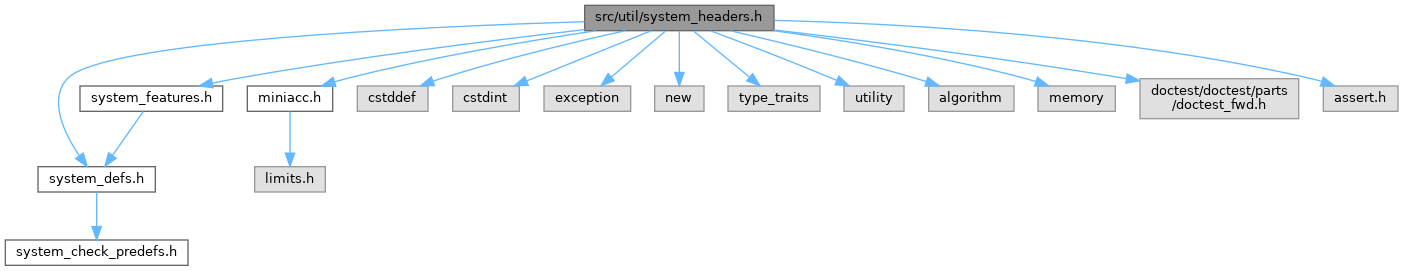 src/util/system_headers.h
system_features.h
miniacc.h
cstddef
cstdint
exception
new
type_traits
utility
algorithm
memory
doctest/doctest/parts
/doctest_fwd.h
assert.h
system_defs.h
limits.h
system_check_predefs.h